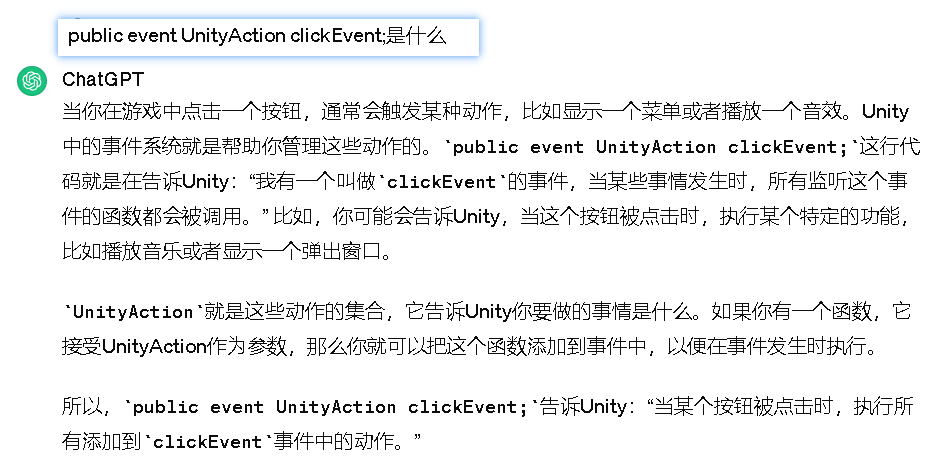 public event UnityAction clickEvent;是什么
ChatGPT
当你在游戏中点击一个按钮，通常会触发某种动作，比如显示一个菜单或者播放一个音效。Unity
中的事件系统就是帮助你管理这些动作的。`public event UnityAction clickEvent;`这行代
码就是在告诉Unity：“我有一个叫做`clickEvent`的事件，当某些事情发生时，所有监听这个事
件的函数都会被调用。” 比如，你可能会告诉Unity，当这个按钮被点击时，执行某个特定的功能，
比如播放音乐或者显示一个弹出窗口。
`UnityAction`就是这些动作的集合，它告诉Unity你要做的事情是什么。如果你有一个函数，它
接受UnityAction作为参数，那么你就可以把这个函数添加到事件中，以便在事件发生时执行。
所以，`public event UnityAction clickEvent;`告诉Unity：“当某个按钮被点击时，执行所
有添加到`clickEvent`事件中的动作。”